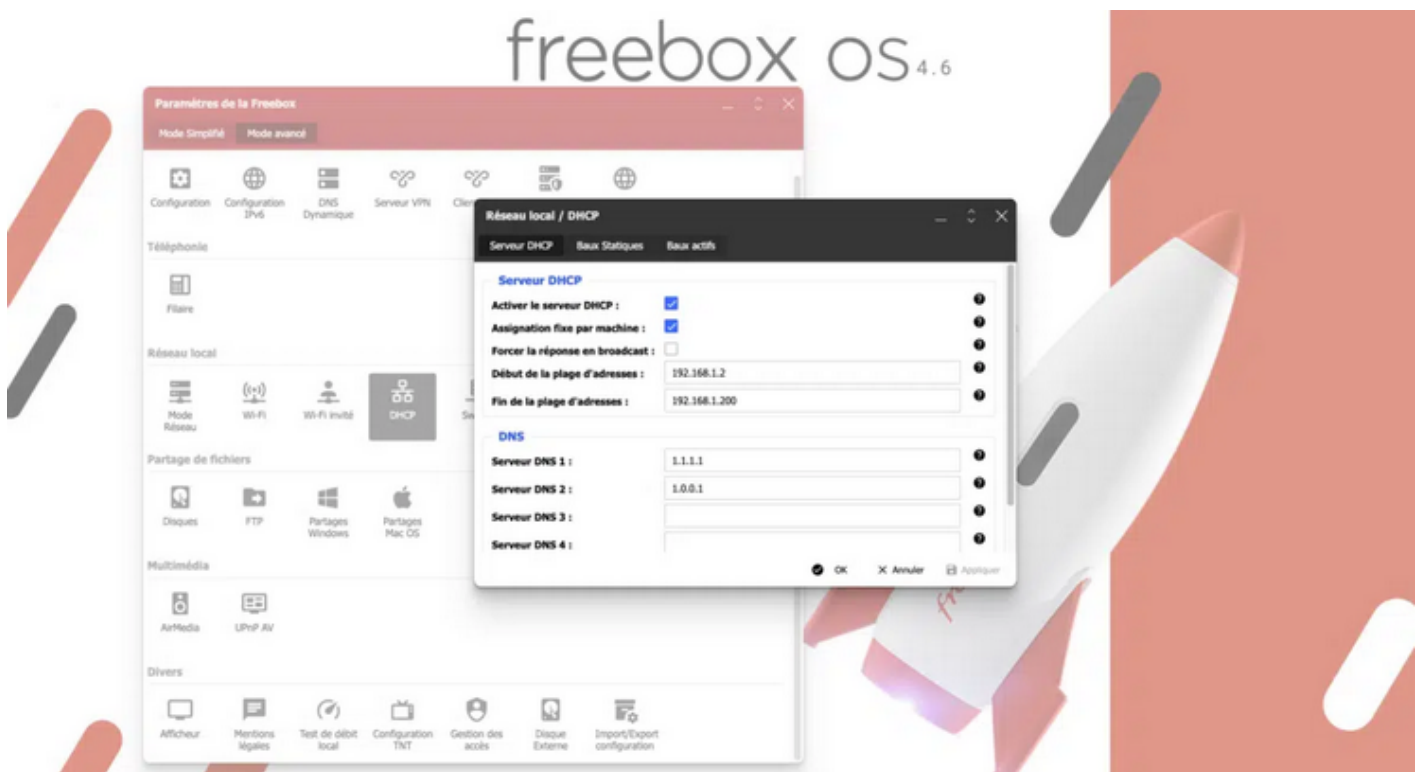 freebox os 4.6
Paramètres de la Freebox
Mode Simplifié Mode avancé
Configuration
Configuration IPv6
DNS Dynamique
Serveur VPN
Téléphonie
Filaire
Réseau local
Mode Réseau
Wi-Fi
Wi-Fi Invité
DHCP
Partage de fichiers
Disques
FTP
Partages Windows
Partages Mac OS
Multimédia
AirMedia
UPnP AV
Divers
Afficheur
Mentions légales
Test de débit local
Configuration TNT
Gestion des accès
Disque Externe
Import/Export configuration
Réseau local / DHCP
Serveur DHCP Baux Statiques Baux actifs
Serveur DHCP
Activer le serveur DHCP :
Assignation fixe par machine :
Forcer la réponse en broadcast :
Début de la plage d'adresses : 192.168.1.2
Fin de la plage d'adresses : 192.168.1.200
DNS
Serveur DNS 1 : 1.1.1.1
Serveur DNS 2 : 1.0.0.1
Serveur DNS 3 :
Serveur DNS 4 :
OK Annuler Appliquer